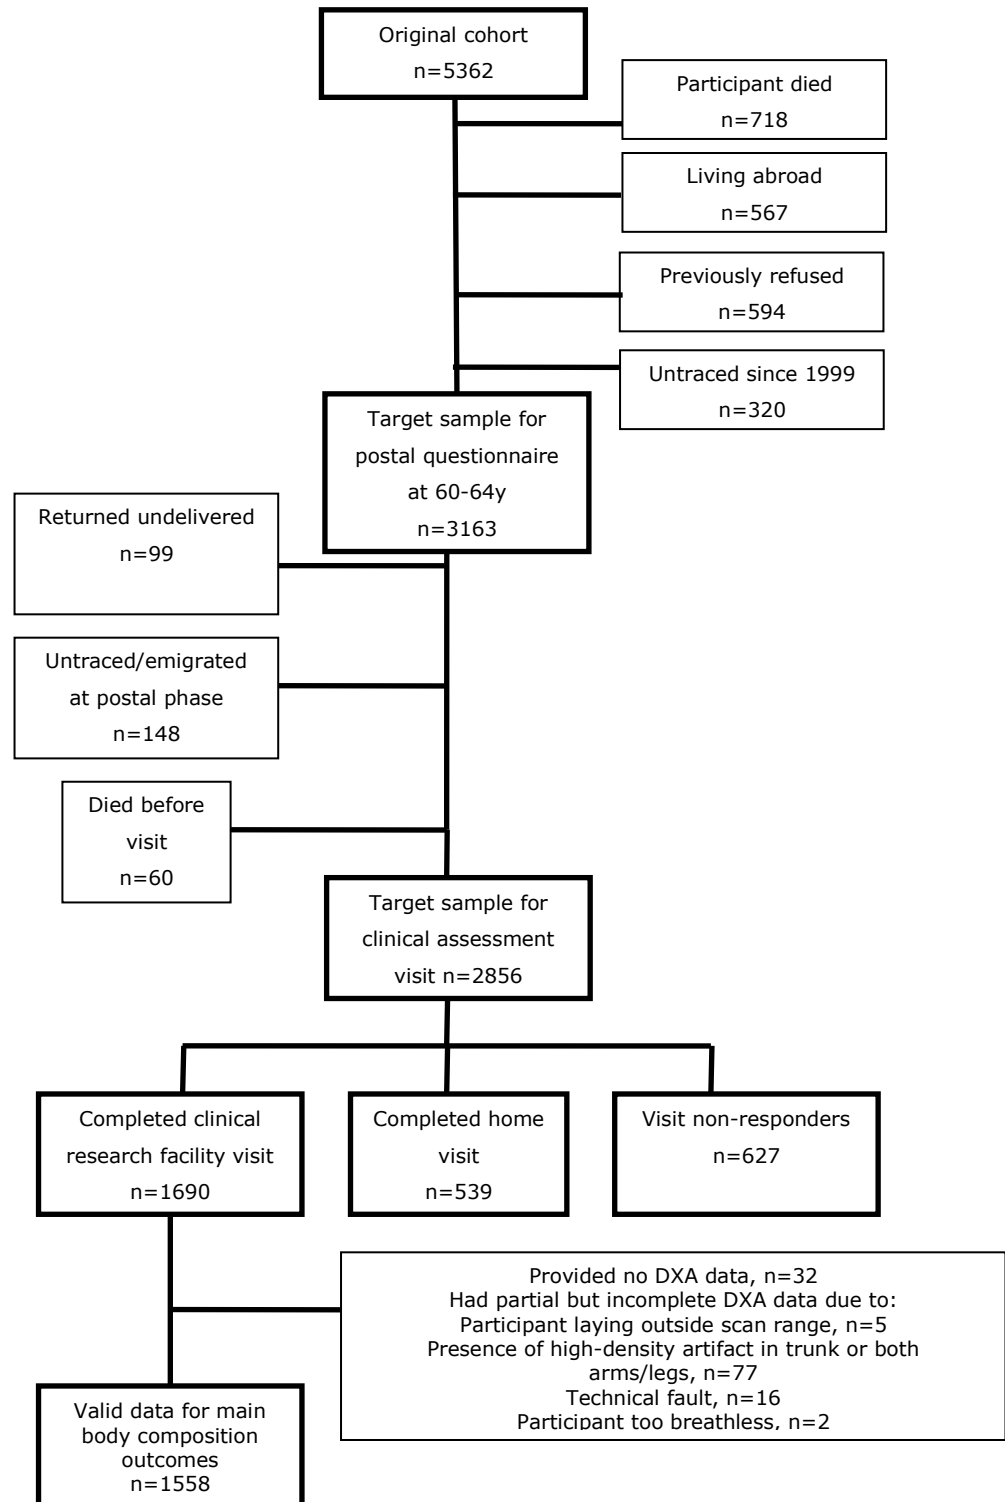 Original cohort
n=5362
Participant died
n=718
Living abroad
n=567
Previously refused
n=594
Untraced since 1999
n=320
Target sample for
postal questionnaire
at 60-64y
n=3163
Returned undelivered
n=99
Untraced/emigrated
at postal phase
n=148
Died before
visit
n=60
Target sample for
clinical assessment
visit n=2856
Completed clinical
research facility visit
n=1690
Completed home
visit
n=539
Visit non-responders
n=627
Provided no DXA data, n=32
Had partial but incomplete DXA data due to:
Participant laying outside scan range, n=5
Presence of high-density artifact in trunk or both
arms/legs, n=77
Technical fault, n=16
Participant too breathless, n=2
Valid data for main
body composition
outcomes
n=1558